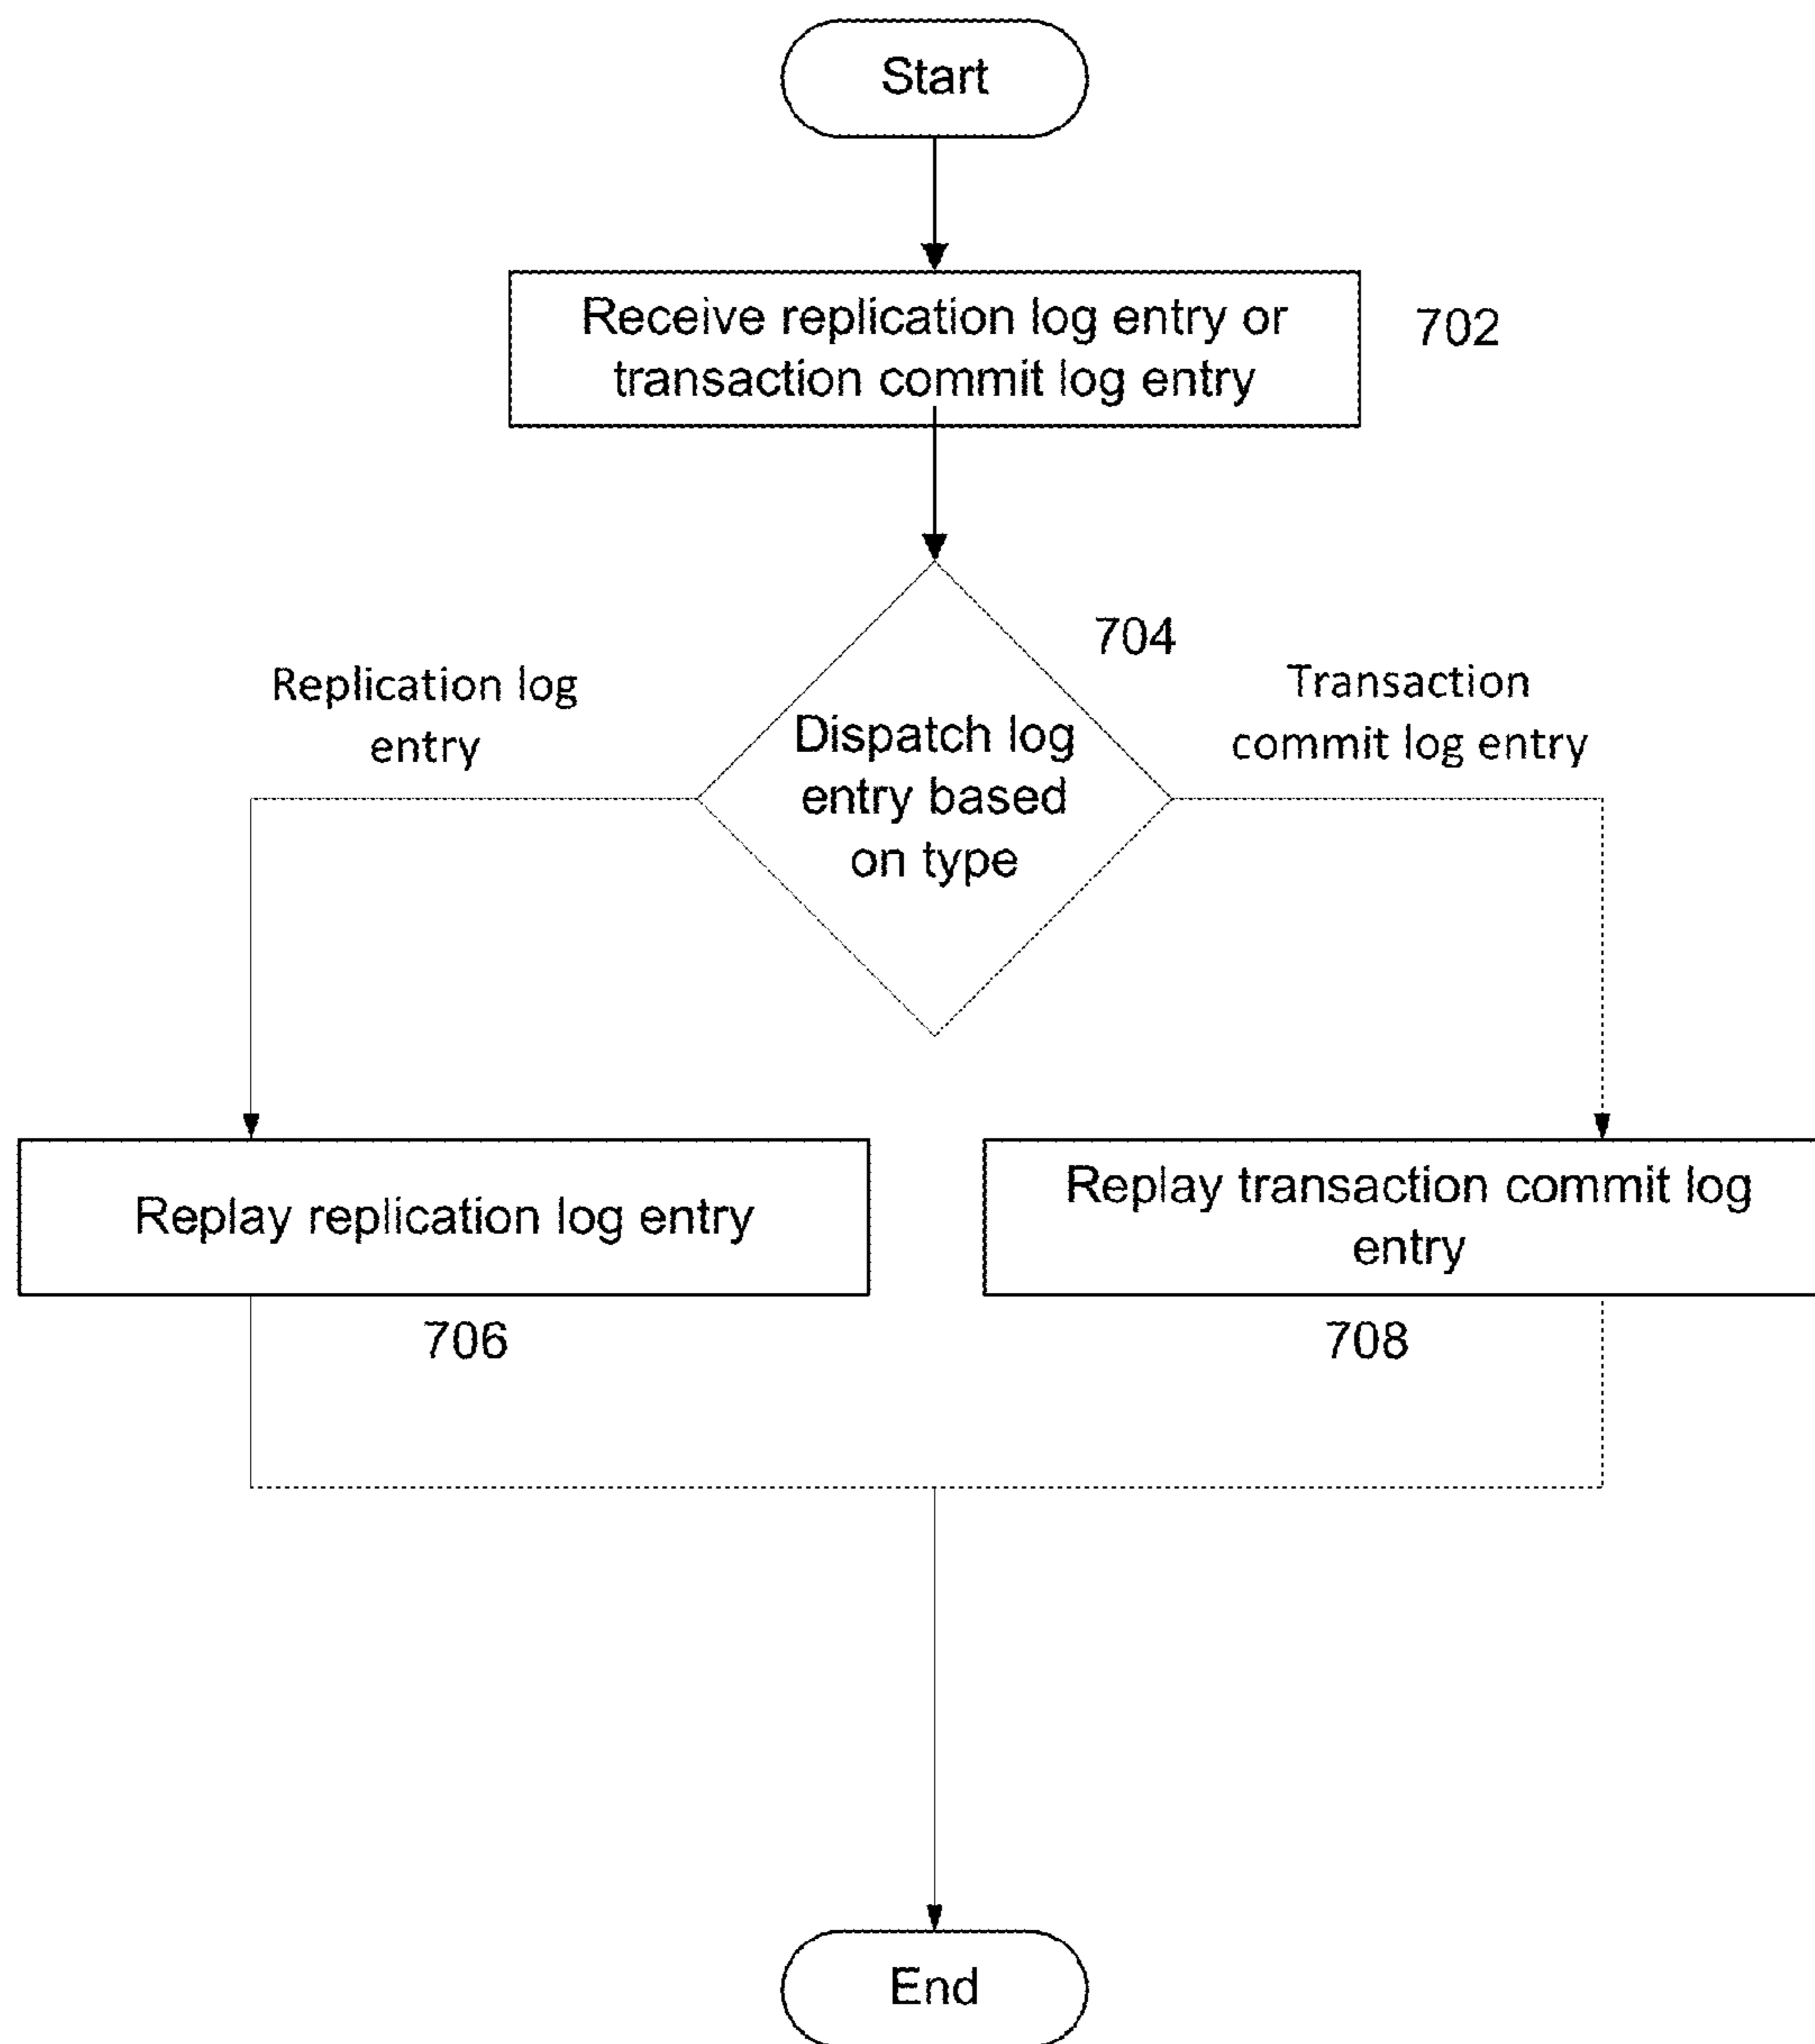 Start
Receive replication log entry or
transaction commit log entry
702
704
Replication log
entry
Dispatch log
entry based
on type
Transaction
commit log entry
Replay replication log entry
706
Replay transaction commit log
entry
708
End